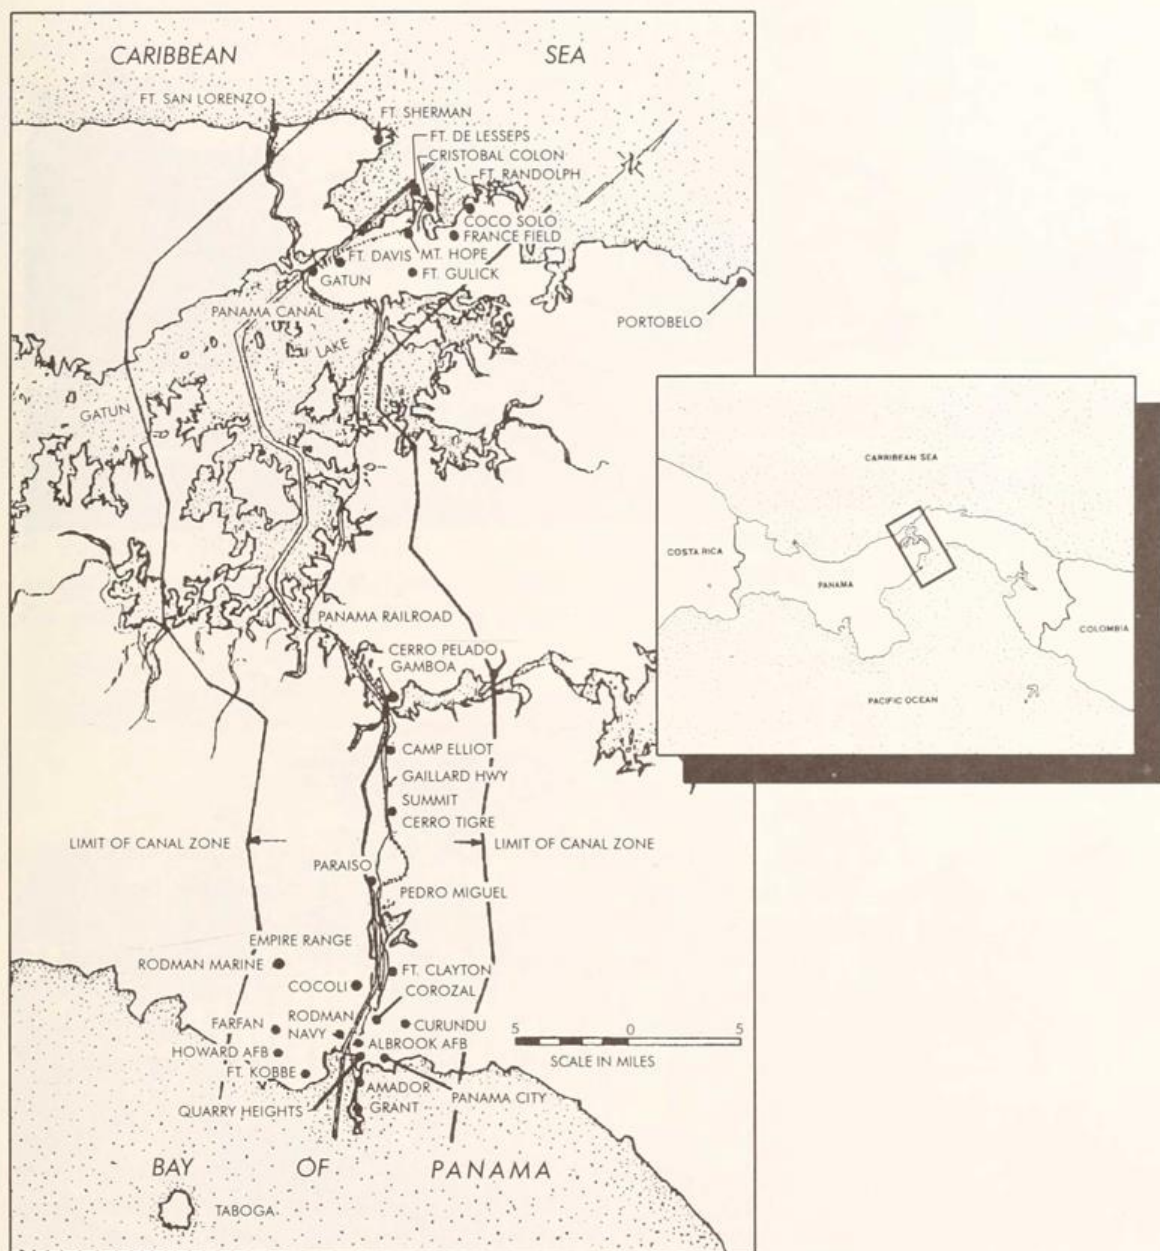 CARIBBEAN SEA
FT. SAN LORENZO
FT. SHERMAN
FT. DE LESSEPS
CRISTOBAL COLON
FT. RANDOLPH
COCO SOLO
FRANCE FIELD
FT. DAVIS
MT. HOPE
GATUN
FT. GULICK
PANAMA CANAL
PORTOBELO
LAKE
GATUN
PANAMA RAILROAD
CERRO PELADO
GAMBOA
CAMP ELLIOT
GAILLARD HWY
SUMMIT
CERRO TIGRE
LIMIT OF CANAL ZONE
LIMIT OF CANAL ZONE
PARAISO
PEDRO MIGUEL
EMPIRE RANGE
RODMAN MARINE
FT. CLAYTON
COCOLI
COROZAL
FARFAN
RODMAN
NAVY
CURUNDU
5 0 5
SCALE IN MILES
ALBROOK AFB
HOWARD AFB
FT. KOBBE
AMADOR
PANAMA CITY
QUARRY HEIGHTS
GRANT
BAY OF PANAMA
TABOGA
CARRIBEAN SEA
COSTA RICA
PANAMA
COLOMBIA
PACIFIC OCEAN